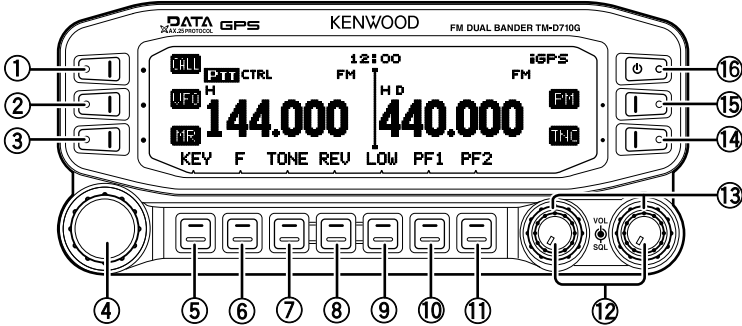 DATA
AX.25 PROTOCOL
GPS
KENWOOD
FM DUAL BANDER TM-D710G
① CALL 12:00 iGPS ⑯
PTT CTRL FM FM
② VFO H H D PM ⑮
144.000 440.000
③ MR TNC ⑭
KEY F TONE REV LOW PF1 PF2
⑬
VOL
SQL
④ ⑤ ⑥ ⑦ ⑧ ⑨ ⑩ ⑪ ⑫